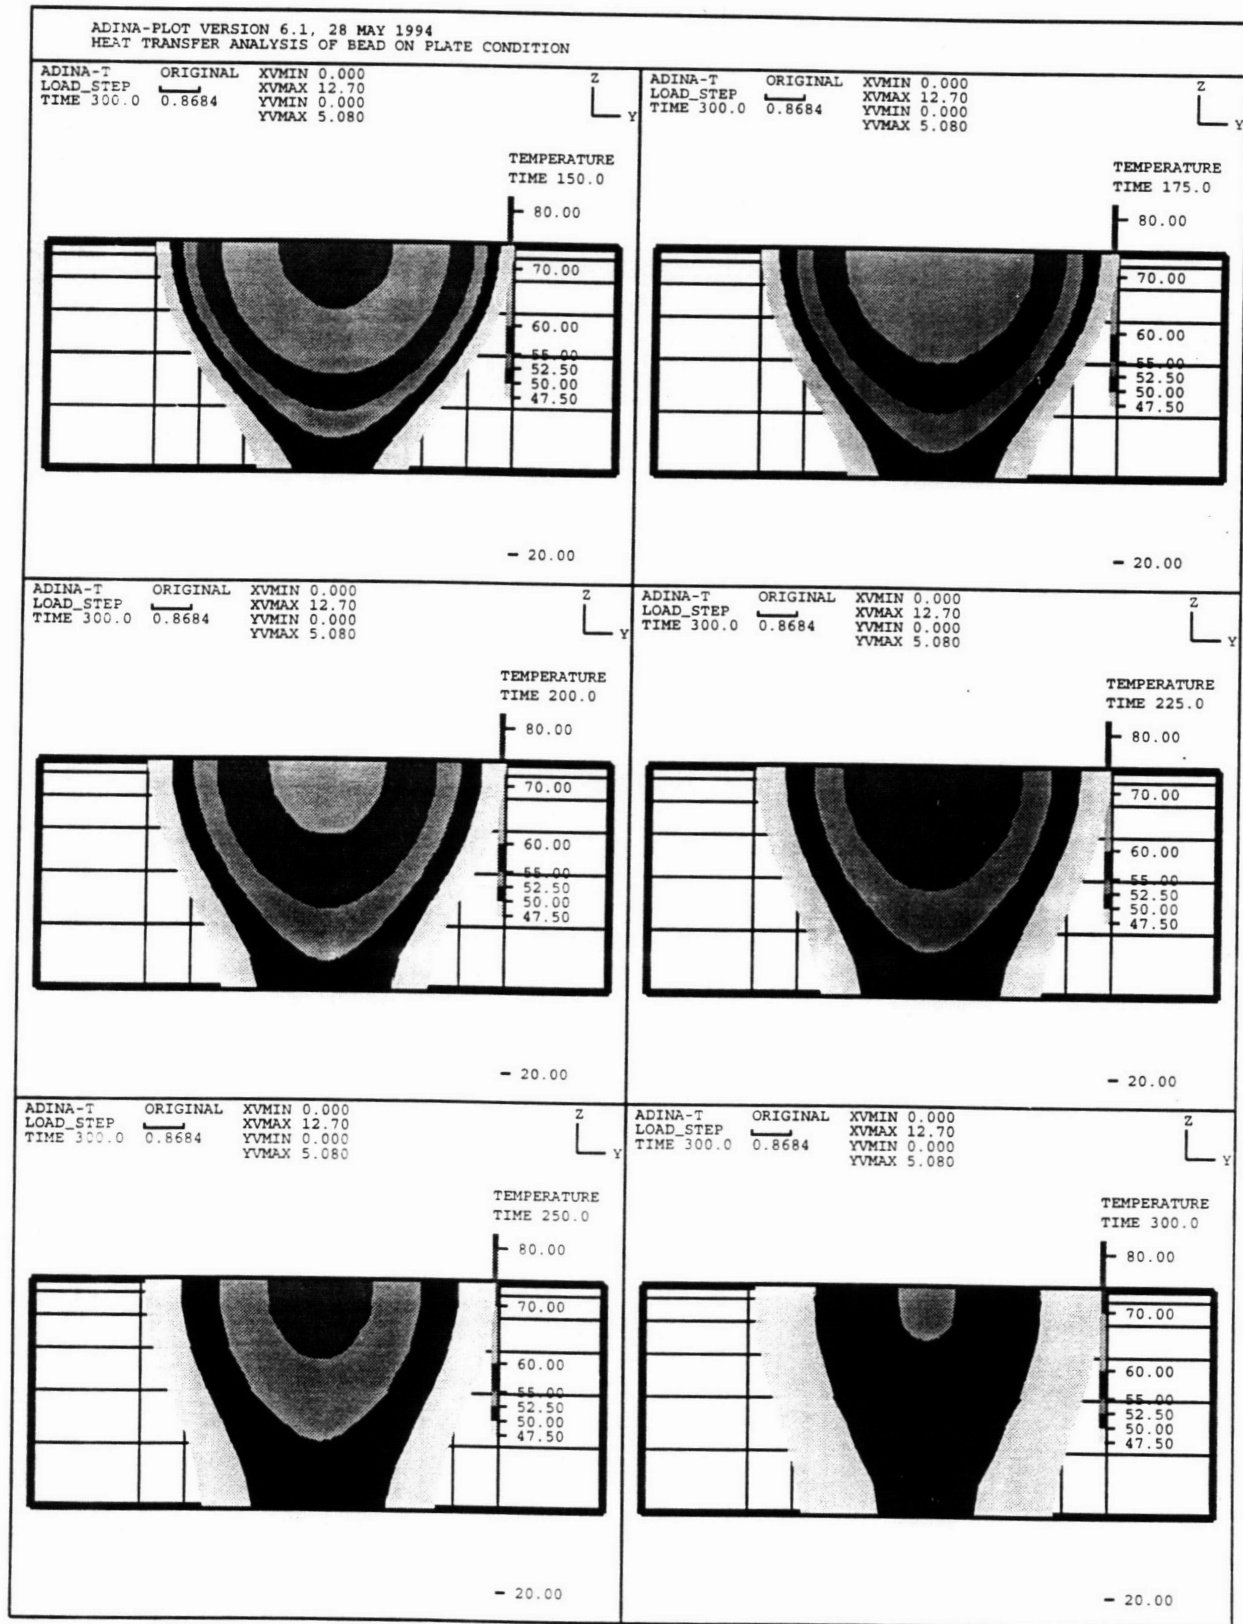 ADINA-PLOT VERSION 6.1, 28 MAY 1994
HEAT TRANSFER ANALYSIS OF BEAD ON PLATE CONDITION
ADINA-T ORIGINAL XVMIN 0.000
LOAD_STEP XVMAX 12.70
TIME 300.0 0.8684 YVMIN 0.000
YVMAX 5.080
Z
Y
TEMPERATURE
TIME 150.0
80.00
70.00
60.00
55.00
52.50
50.00
47.50
20.00
ADINA-T ORIGINAL XVMIN 0.000
LOAD_STEP XVMAX 12.70
TIME 300.0 0.8684 YVMIN 0.000
YVMAX 5.080
Z
Y
TEMPERATURE
TIME 175.0
80.00
70.00
60.00
55.00
52.50
50.00
47.50
20.00
ADINA-T ORIGINAL XVMIN 0.000
LOAD_STEP XVMAX 12.70
TIME 300.0 0.8684 YVMIN 0.000
YVMAX 5.080
Z
Y
TEMPERATURE
TIME 200.0
80.00
70.00
60.00
55.00
52.50
50.00
47.50
20.00
ADINA-T ORIGINAL XVMIN 0.000
LOAD_STEP XVMAX 12.70
TIME 300.0 0.8684 YVMIN 0.000
YVMAX 5.080
Z
Y
TEMPERATURE
TIME 225.0
80.00
70.00
60.00
55.00
52.50
50.00
47.50
20.00
ADINA-T ORIGINAL XVMIN 0.000
LOAD_STEP XVMAX 12.70
TIME 300.0 0.8684 YVMIN 0.000
YVMAX 5.080
Z
Y
TEMPERATURE
TIME 250.0
80.00
70.00
60.00
55.00
52.50
50.00
47.50
20.00
ADINA-T ORIGINAL XVMIN 0.000
LOAD_STEP XVMAX 12.70
TIME 300.0 0.8684 YVMIN 0.000
YVMAX 5.080
Z
Y
TEMPERATURE
TIME 300.0
80.00
70.00
60.00
55.00
52.50
50.00
47.50
20.00